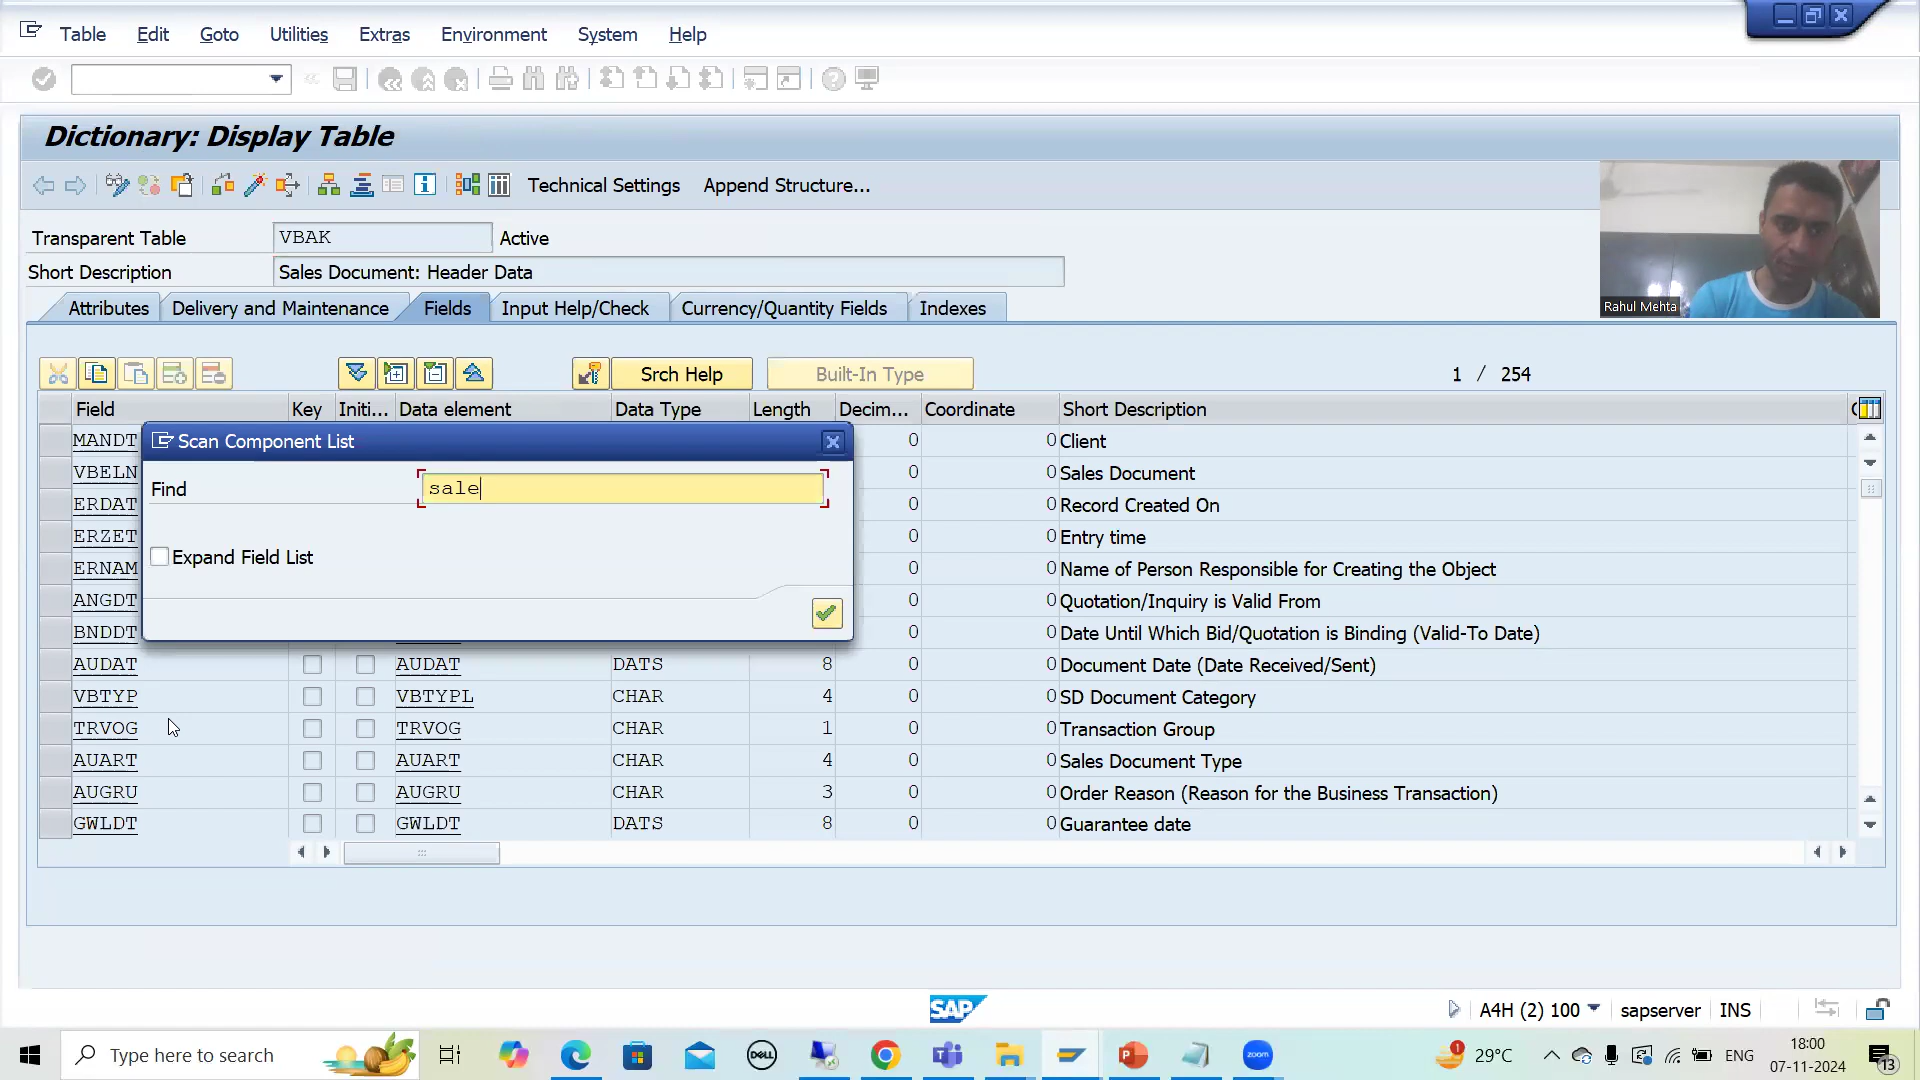 Table Edit Goto Utilities Extras Environment System Help
Dictionary: Display Table
Technical Settings Append Structure...
Transparent Table VBAK Active
Short Description Sales Document: Header Data
Rahul Mehta
Attributes Delivery and Maintenance Fields Input Help/Check Currency/Quantity Fields Indexes
Srch Help Built-In Type 1 / 254
Field Key Initi... Data element Data Type Length Decim... Coordinate Short Description
MANDT 0 0 Client
Scan Component List
VBELN 0 0 Sales Document
Find sale
ERDAT 0 0 Record Created On
ERZET 0 0 Entry time
Expand Field List
ERNAM 0 0 Name of Person Responsible for Creating the Object
ANGDT 0 0 Quotation/Inquiry is Valid From
BNDDT 0 0 Date Until Which Bid/Quotation is Binding (Valid-To Date)
AUDAT AUDAT DATS 8 0 0 Document Date (Date Received/Sent)
VBTYP VBTYPL CHAR 4 0 0 SD Document Category
TRVOG TRVOG CHAR 1 0 0 Transaction Group
AUART AUART CHAR 4 0 0 Sales Document Type
AUGRU AUGRU CHAR 3 0 0 Order Reason (Reason for the Business Transaction)
GWLDT GWLDT DATS 8 0 0 Guarantee date
SAP
A4H (2) 100 sapserver INS
Type here to search
DELL
zoom
1
29°C
ENG
18:00
07-11-2024
13